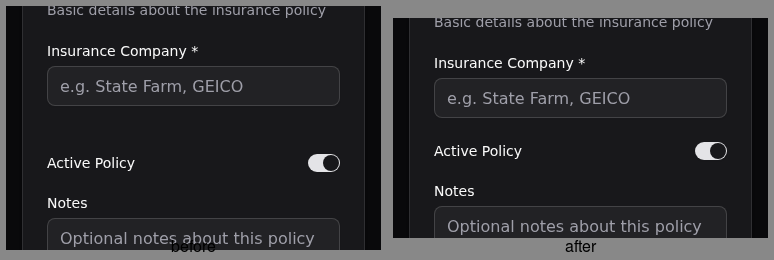 Basic details about the insurance policy
Insurance Company *
e.g. State Farm, GEICO
Active Policy
Notes
Optional notes about this policy
before
Basic details about the insurance policy
Insurance Company *
e.g. State Farm, GEICO
Active Policy
Notes
Optional notes about this policy
after